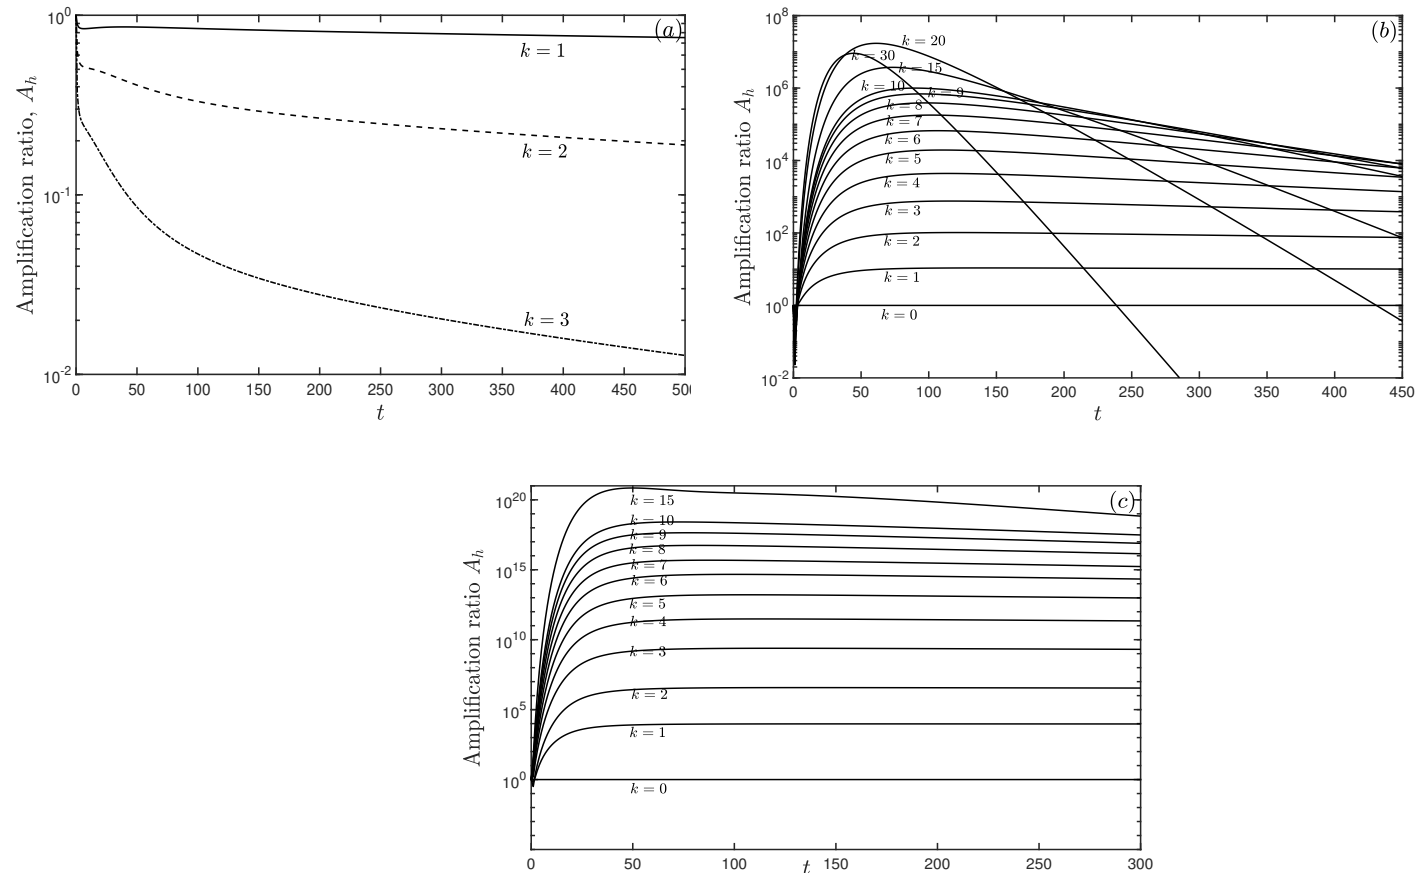 (a)
Amplification ratio, A_h
10^0
10^-1
10^-2
k = 1
k = 2
k = 3
0 50 100 150 200 250 300 350 400 450 500
t
(b)
Amplification ratio A_h
10^8
10^6
10^4
10^2
10^0
10^-2
k = 20
k = 30
k = 15
k = 10
k = 9
k = 8
k = 7
k = 6
k = 5
k = 4
k = 3
k = 2
k = 1
k = 0
0 50 100 150 200 250 300 350 400 450
t
(c)
Amplification ratio A_h
10^20
10^15
10^10
10^5
10^0
k = 15
k = 10
k = 9
k = 8
k = 7
k = 6
k = 5
k = 4
k = 3
k = 2
k = 1
k = 0
0 50 100 150 200 250 300
t